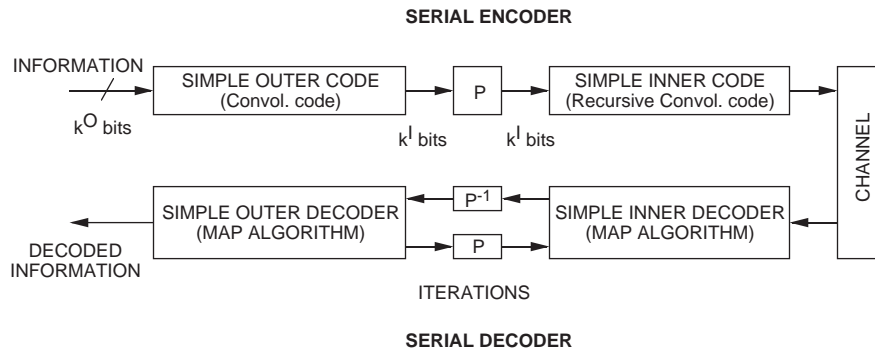 SERIAL ENCODER
INFORMATION
k^O bits
SIMPLE OUTER CODE
(Convol. code)
k^I bits
P
k^I bits
SIMPLE INNER CODE
(Recursive Convol. code)
CHANNEL
SIMPLE OUTER DECODER
(MAP ALGORITHM)
P^-1
P
SIMPLE INNER DECODER
(MAP ALGORITHM)
DECODED
INFORMATION
ITERATIONS
SERIAL DECODER